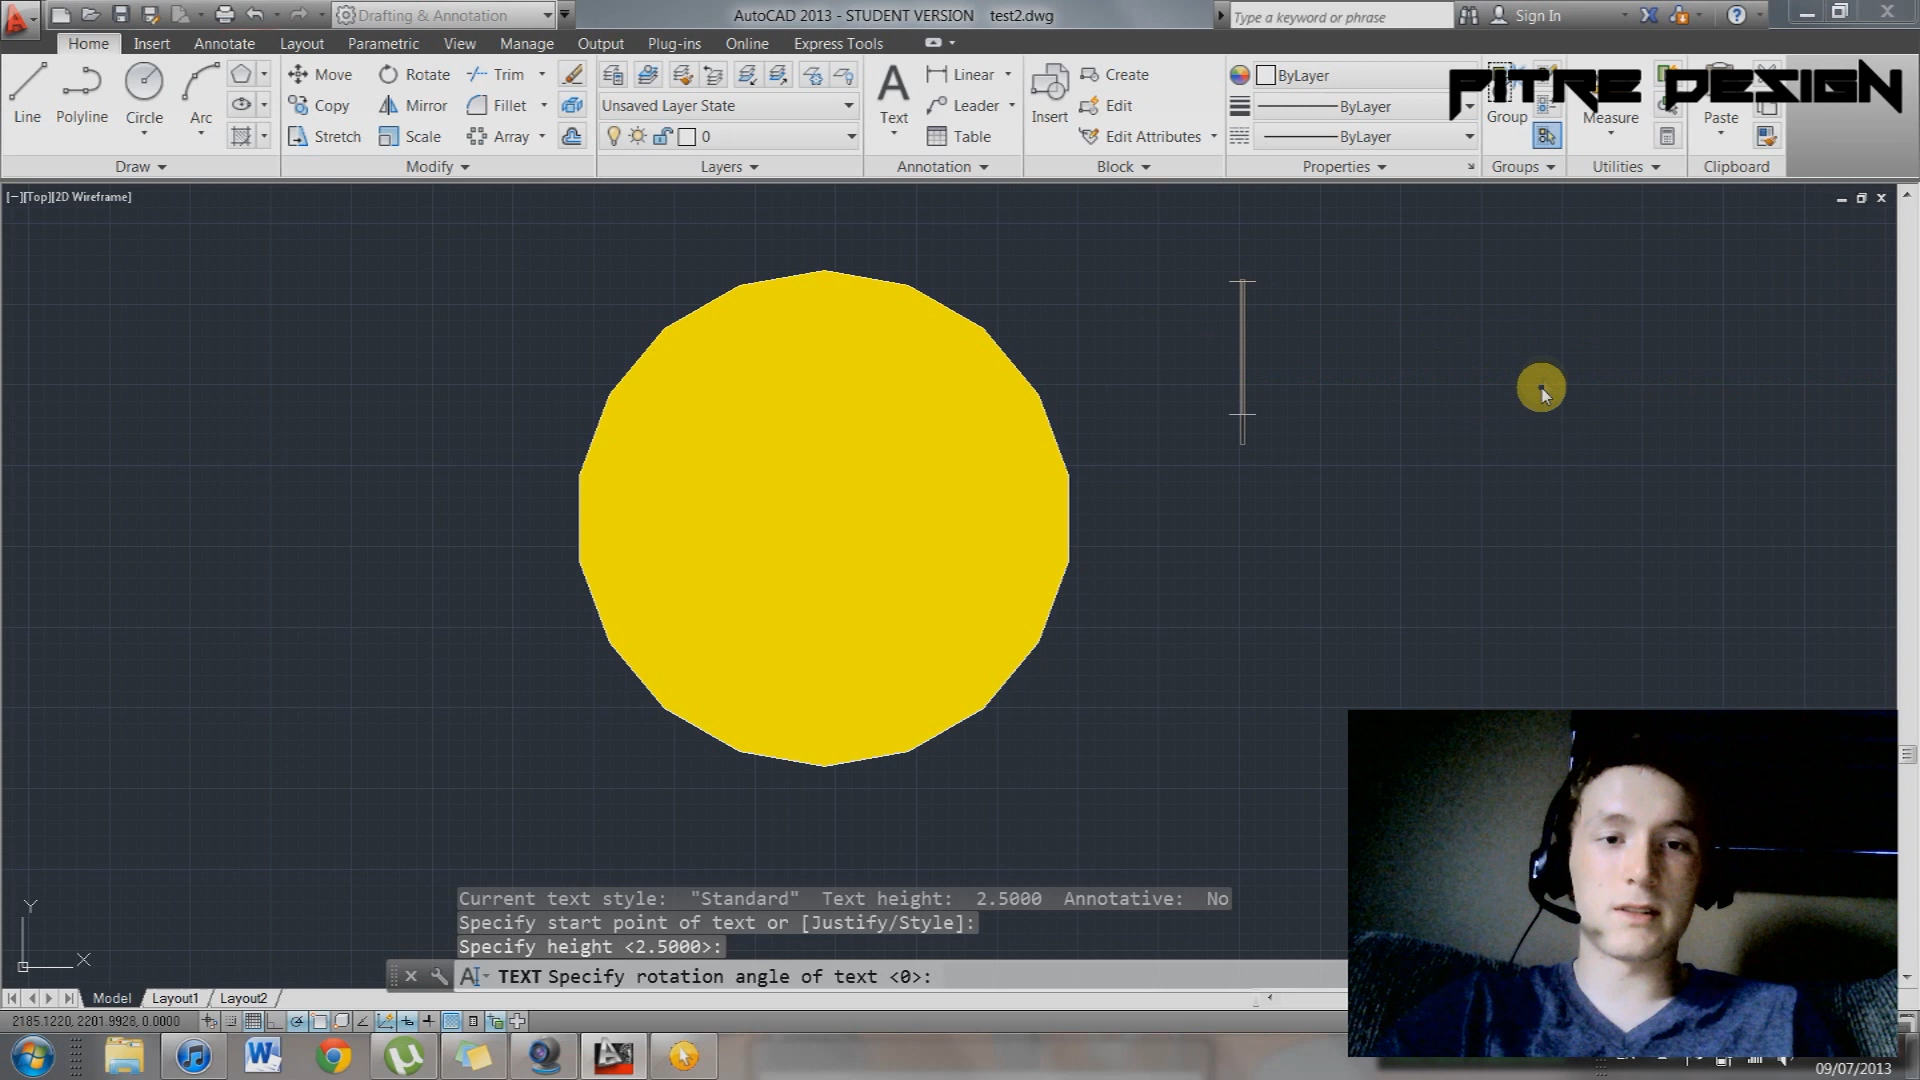 Drafting & Annotation
AutoCAD 2013 - STUDENT VERSION test2.dwg
Type a keyword or phrase
Sign In
Home Insert Annotate Layout Parametric View Manage Output Plug-ins Online Express Tools
Line
Polyline
Circle
Arc
Draw
Move
Rotate
Trim
Copy
Mirror
Fillet
Stretch
Scale
Array
Modify
Unsaved Layer State
0
Layers
Text
Linear
Leader
Table
Annotation
Insert
Create
Edit
Edit Attributes
Block
ByLayer
ByLayer
ByLayer
Properties
PITRE DESIGN
Group
Groups
Measure
Utilities
Paste
Clipboard
[−][Top][2D Wireframe]
Y
X
Current text style: "Standard" Text height: 2.5000 Annotative: No
Specify start point of text or [Justify/Style]:
Specify height <2.5000>:
TEXT Specify rotation angle of text <0>:
Model Layout1 Layout2
2185.1220, 2201.9928, 0.0000
09/07/2013